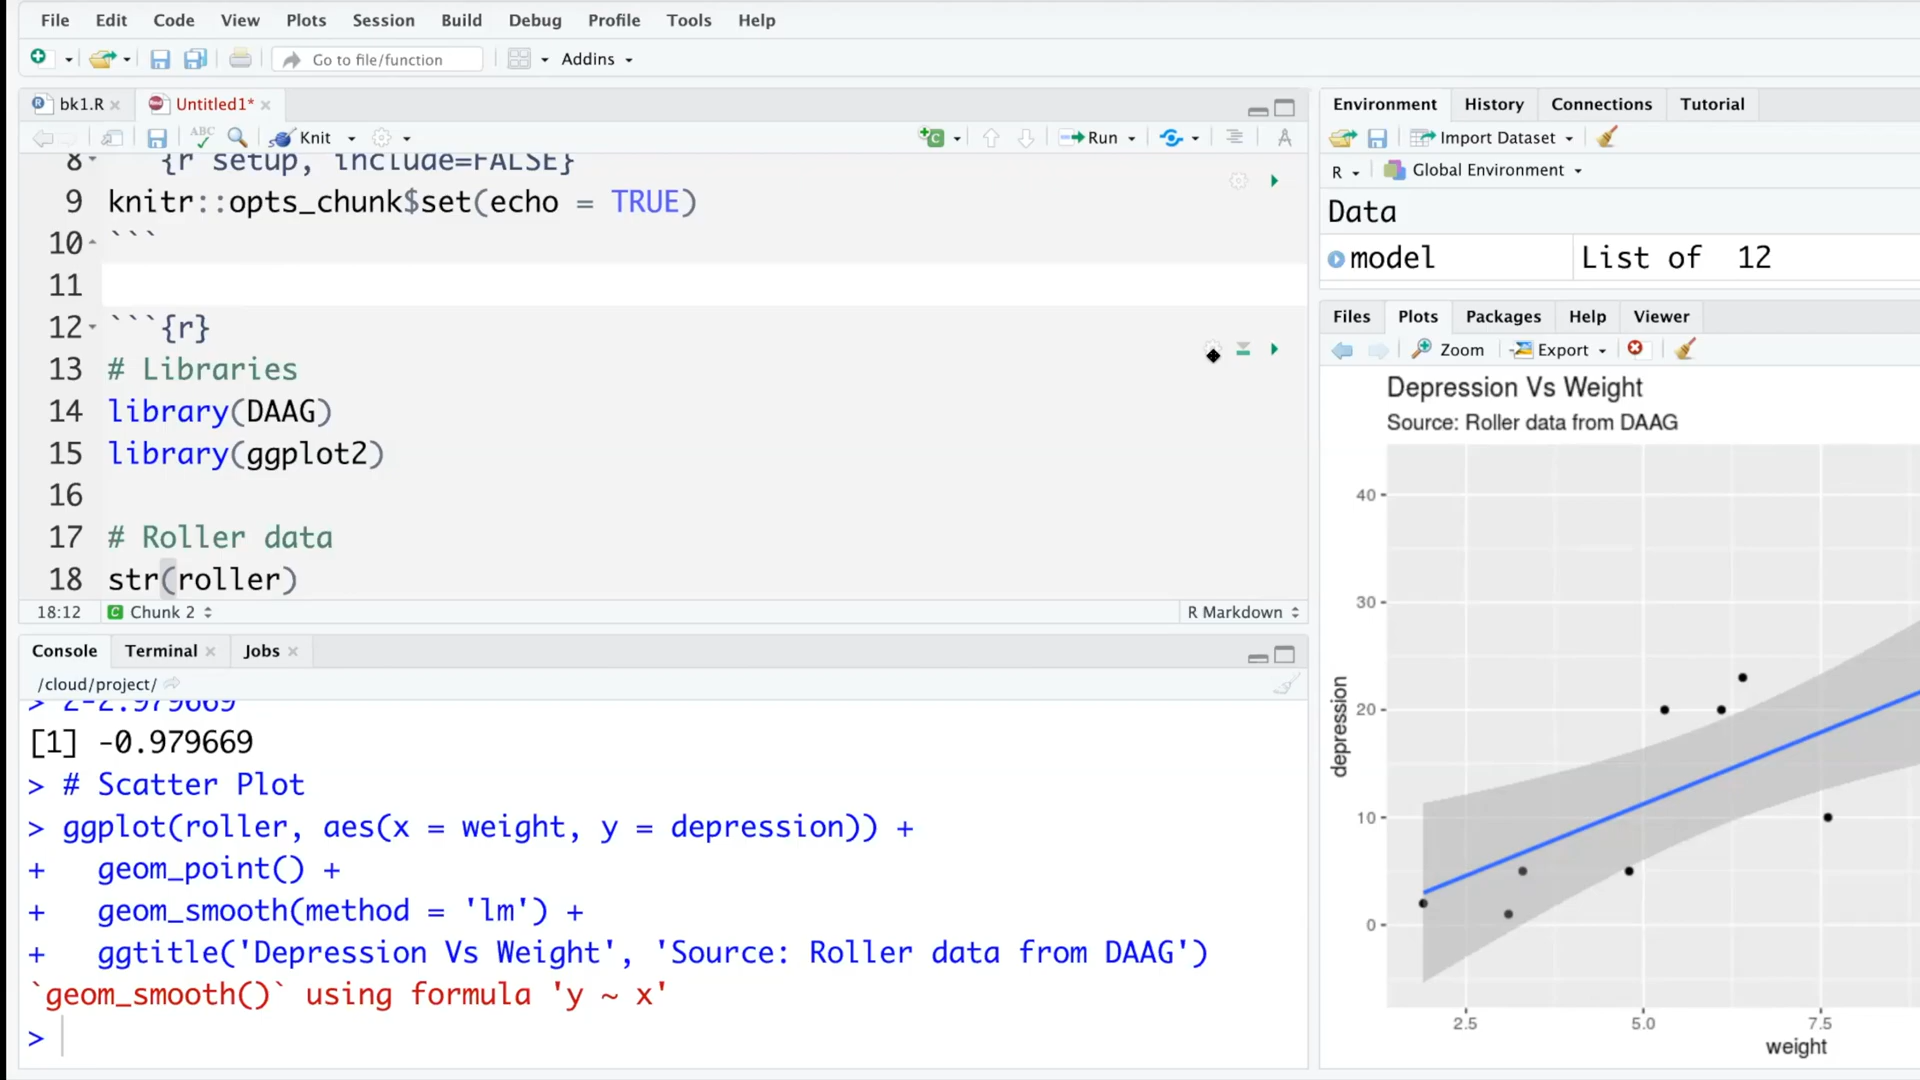 File Edit Code View Plots Session Build Debug Profile Tools Help
Go to file/function Addins
bk1.R Untitled1*
ABC Knit Run
8 {r setup, include=FALSE}
9 knitr::opts_chunk$set(echo = TRUE)
10 ```
11
12 ```{r}
13 # Libraries
14 library(DAAG)
15 library(ggplot2)
16
17 # Roller data
18 str(roller)
18:12 Chunk 2 R Markdown
Console Terminal Jobs
/cloud/project/
> 2-2.979669
[1] -0.979669
> # Scatter Plot
> ggplot(roller, aes(x = weight, y = depression)) +
+ geom_point() +
+ geom_smooth(method = 'lm') +
+ ggtitle('Depression Vs Weight', 'Source: Roller data from DAAG')
`geom_smooth()` using formula 'y ~ x'
>
Environment History Connections Tutorial
Import Dataset
R Global Environment
Data
model List of 12
Files Plots Packages Help Viewer
Zoom Export
Depression Vs Weight
Source: Roller data from DAAG
40
30
20
10
0
depression
2.5 5.0 7.5
weight